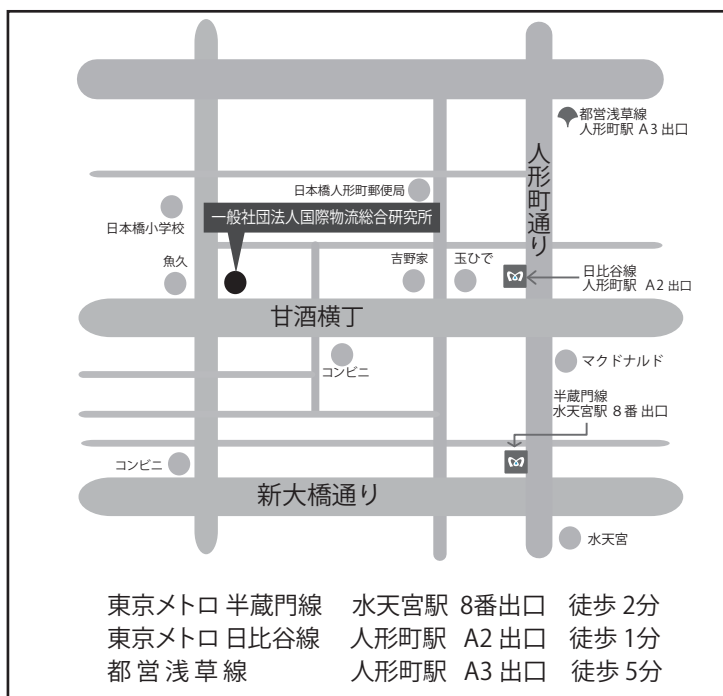 都営浅草線
人形町駅 A3 出口
人形町通り
日本橋人形町郵便局
一般社団法人国際物流総合研究所
日本橋小学校
魚久
吉野家
玉ひで
日比谷線
人形町駅 A2 出口
甘酒横丁
コンビニ
マクドナルド
半蔵門線
水天宮駅 8番 出口
コンビニ
新大橋通り
水天宮
東京メトロ 半蔵門線 水天宮駅 8番出口 徒歩 2分
東京メトロ 日比谷線 人形町駅 A2 出口 徒歩 1分
都営浅草線 人形町駅 A3 出口 徒歩 5分